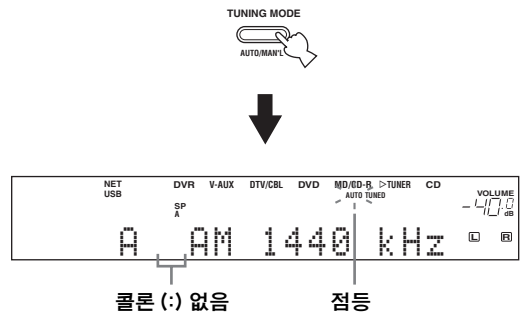 TUNING MODE
AUTO/MAN'L
NET DVR V-AUX DTV/CBL DVD MD/CD-R ▷TUNER CD
USB AUTO TUNED VOLUME
SP -40.0
A dB
A AM 1440 kHz L R
콜론 (:) 없음 점등